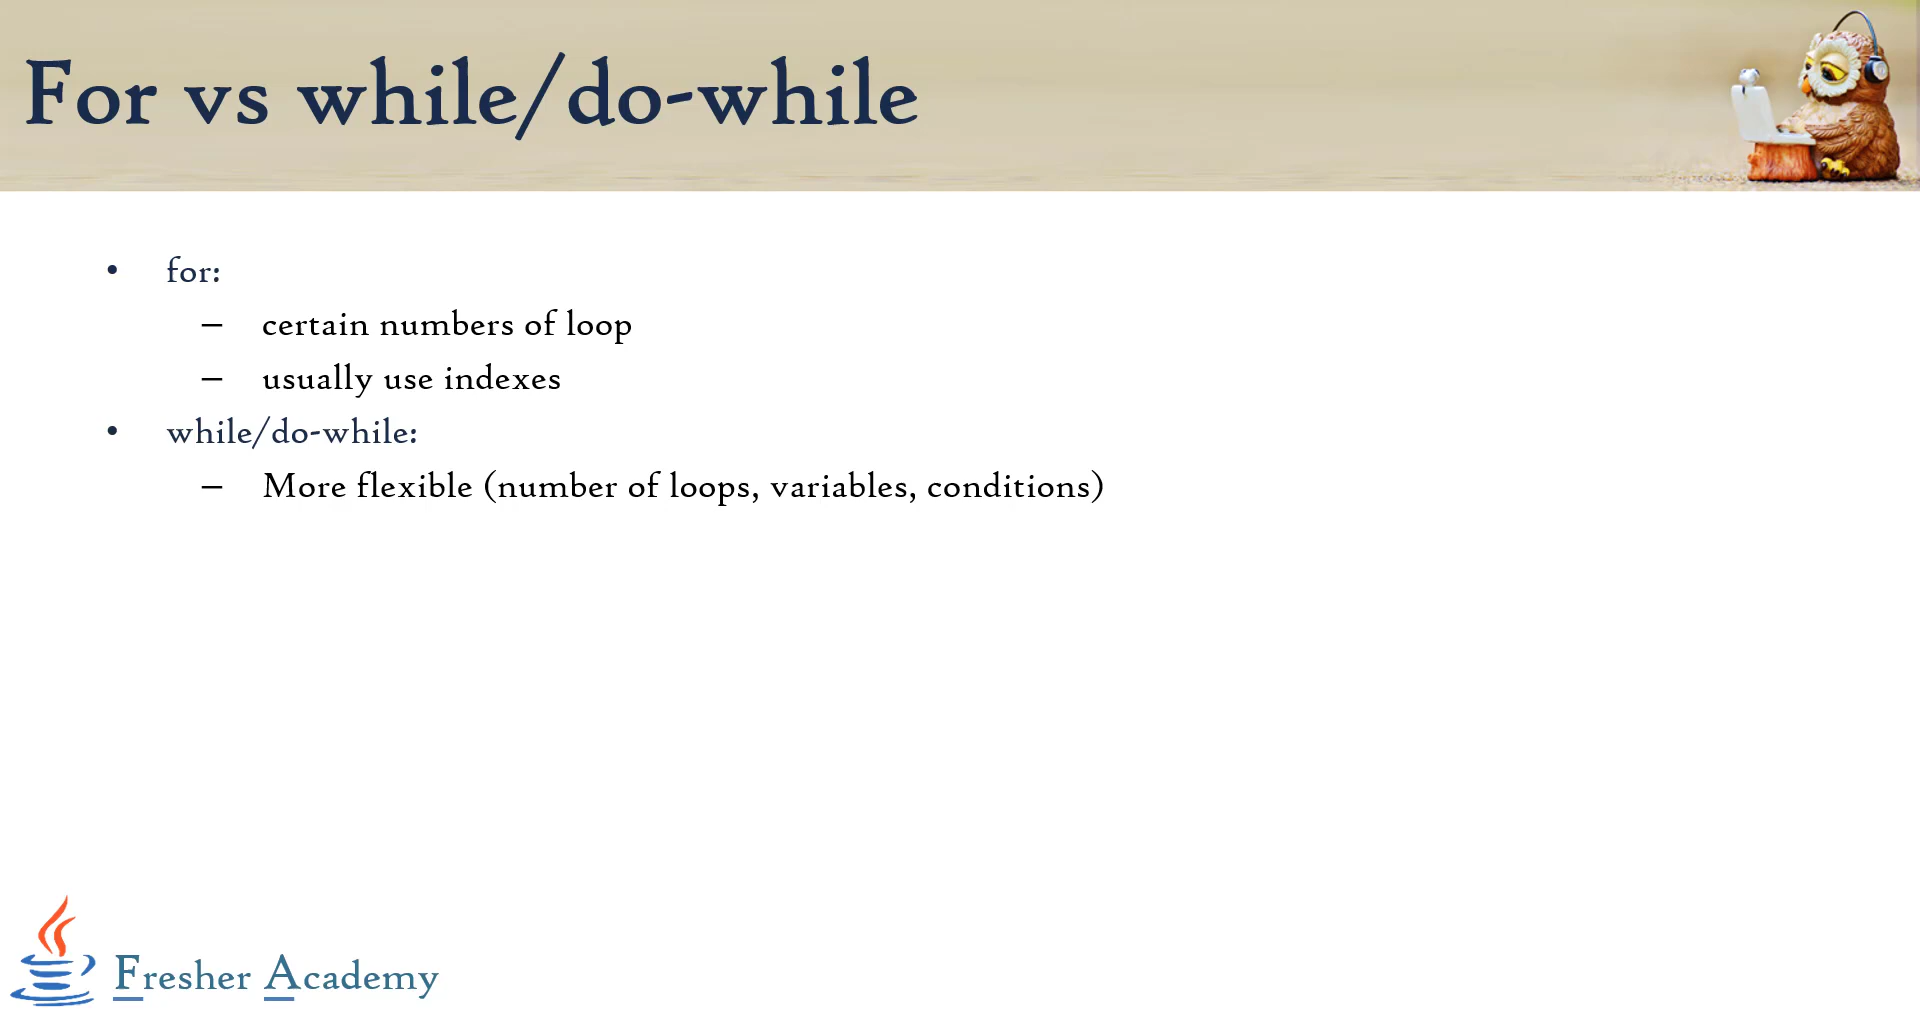 For vs while/do-while
• for:
– certain numbers of loop
– usually use indexes
• while/do-while:
– More flexible (number of loops, variables, conditions)
Fresher Academy